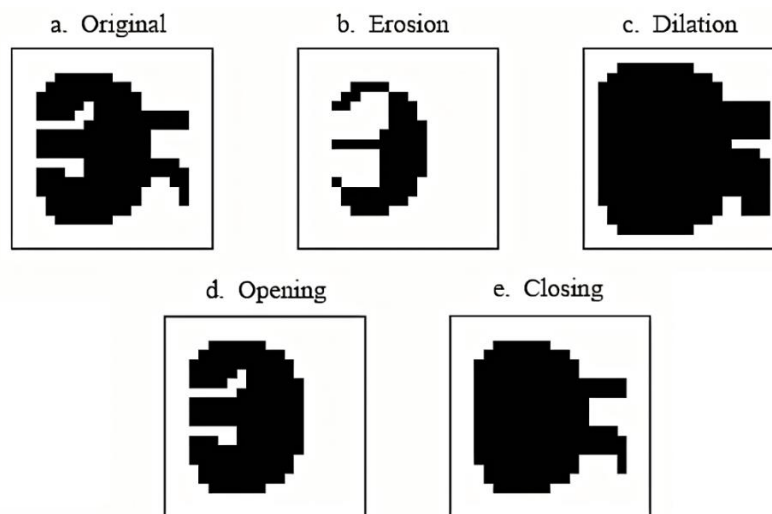 a. Original
b. Erosion
c. Dilation
d. Opening
e. Closing